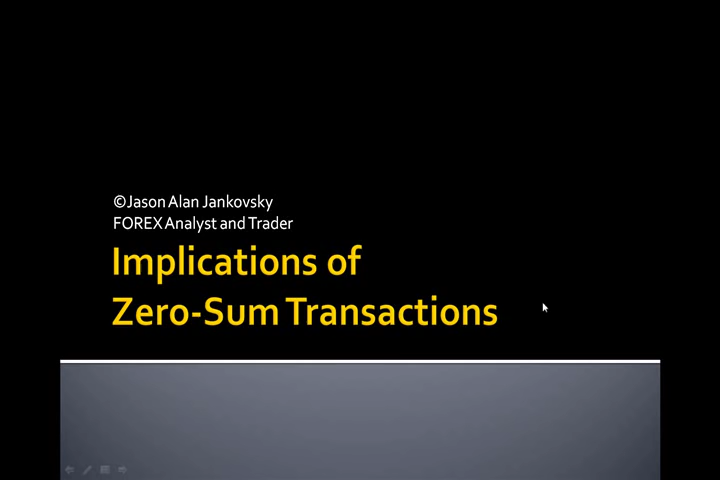 ©Jason Alan Jankovsky
FOREX Analyst and Trader
Implications of
Zero-Sum Transactions